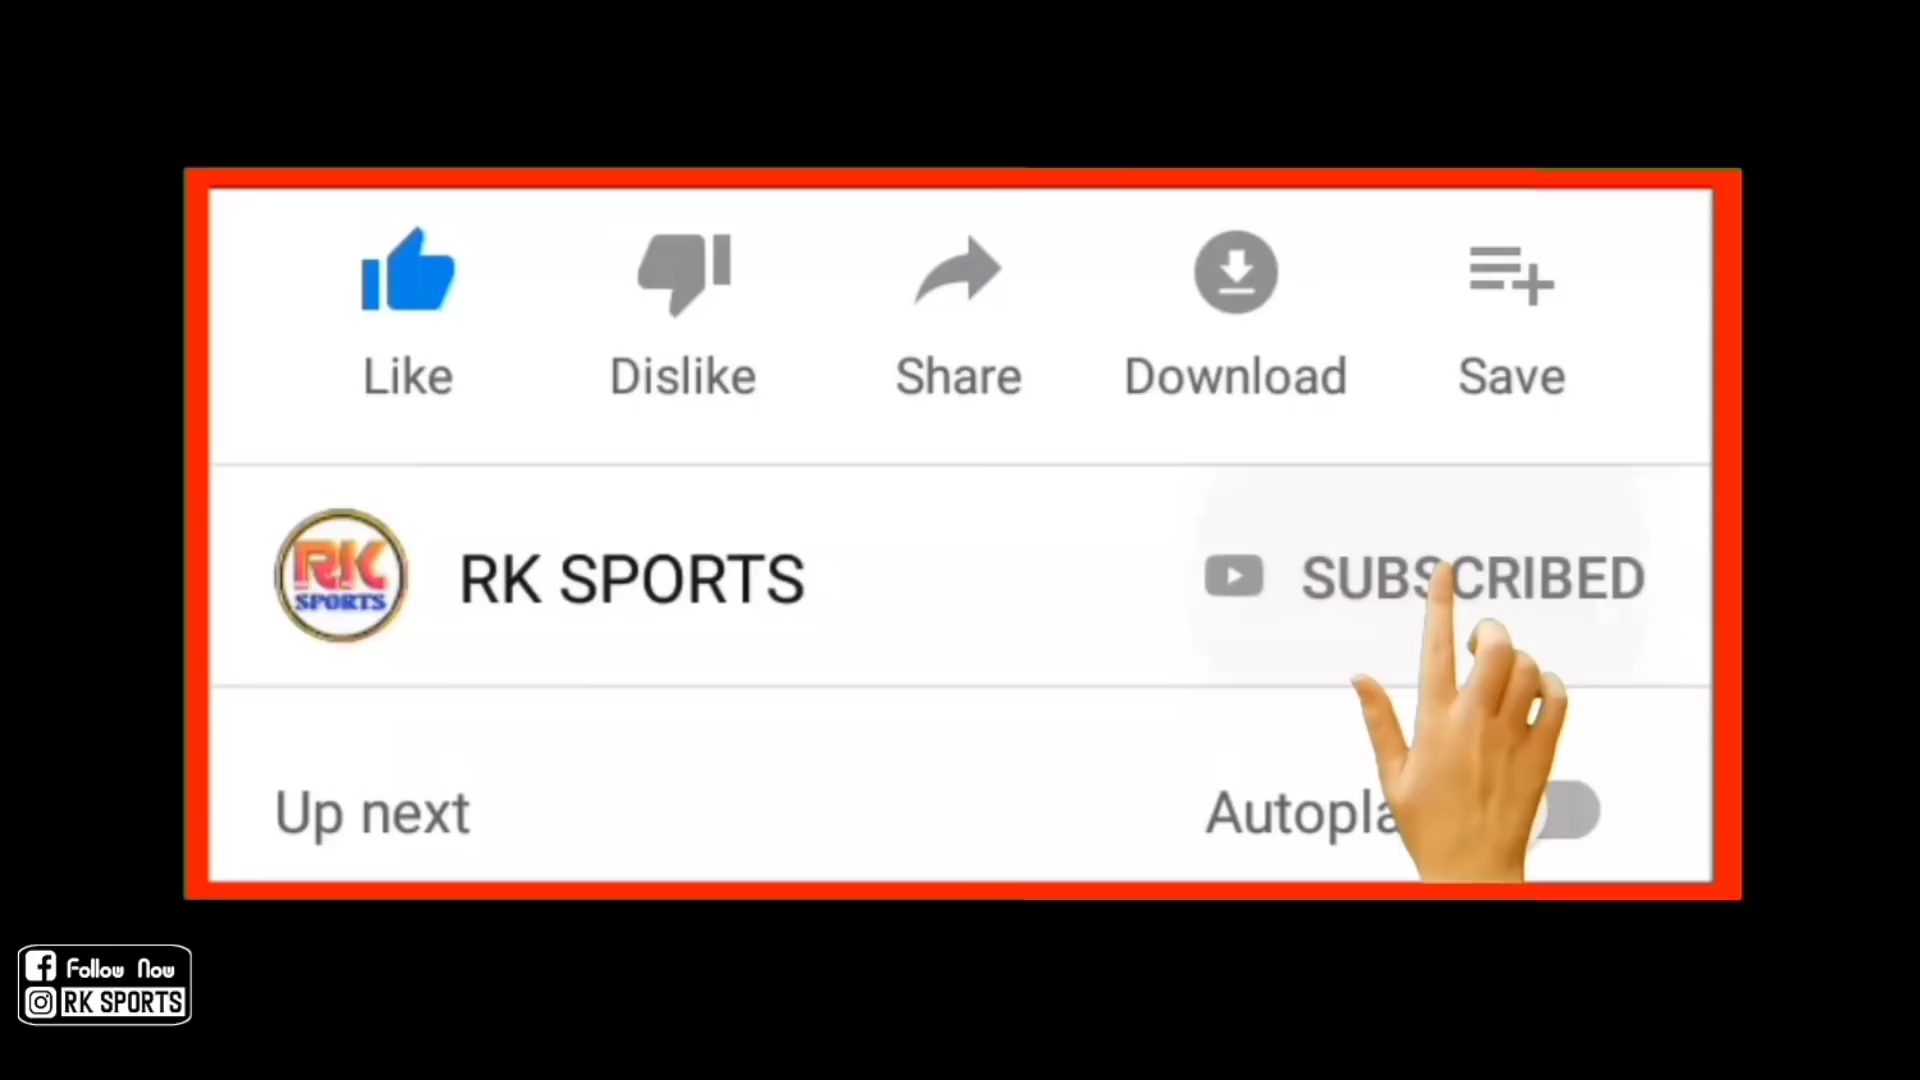 Like Dislike Share Download Save
RK SPORTS
RK SPORTS SUBSCRIBED
Up next Autopla
Follow Now
RK SPORTS